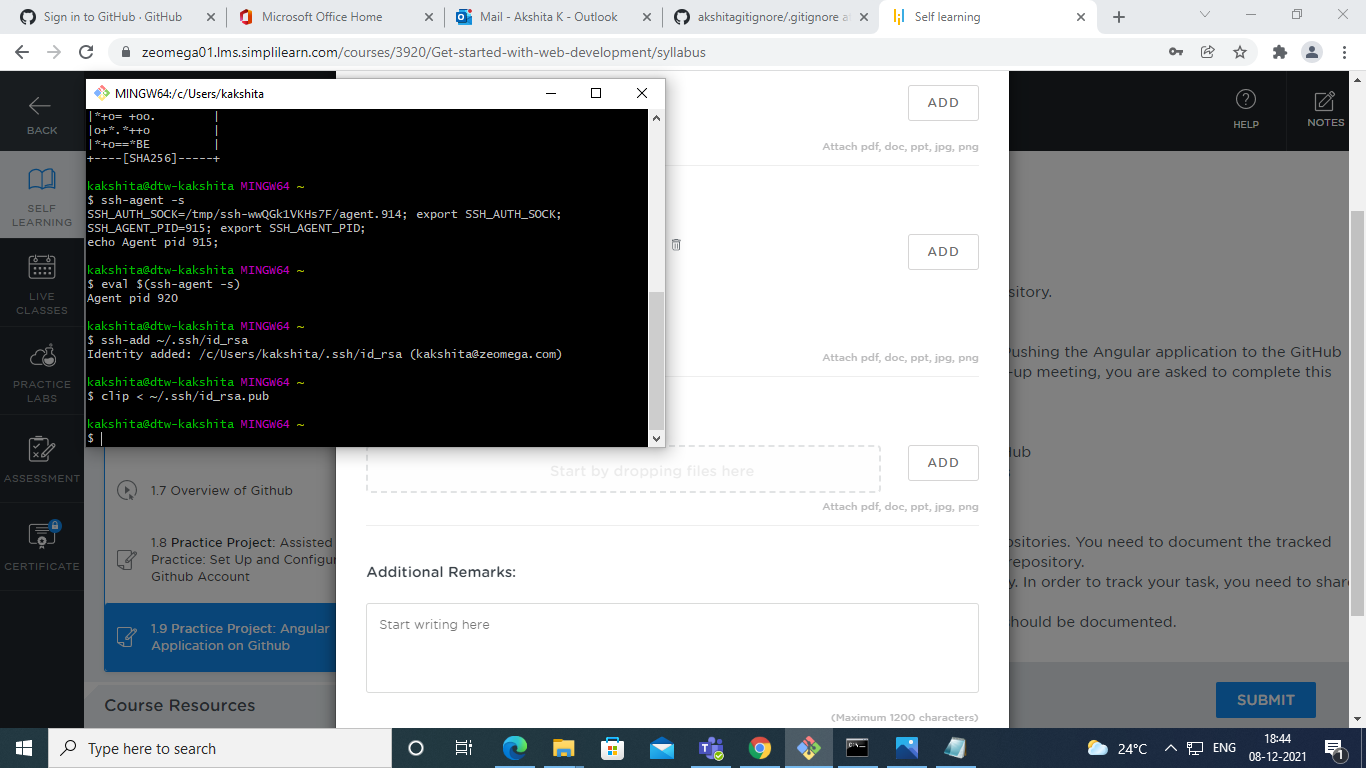 Sign in to GitHub · GitHub
Microsoft Office Home
Mail - Akshita K - Outlook
akshitagitignore/.gitignore at
Self learning
zeomega01.lms.simplilearn.com/courses/3920/Get-started-with-web-development/syllabus
BACK
SELF
LEARNING
LIVE
CLASSES
PRACTICE
LABS
ASSESSMENT
CERTIFICATE
MINGW64:/c/Users/kakshita
|*+o= +oo.         |
|o+*.*++o          |
|*+o==*BE          |
+----[SHA256]-----+
kakshita@dtw-kakshita MINGW64 ~
$ ssh-agent -s
SSH_AUTH_SOCK=/tmp/ssh-wwQGk1VKHs7F/agent.914; export SSH_AUTH_SOCK;
SSH_AGENT_PID=915; export SSH_AGENT_PID;
echo Agent pid 915;
kakshita@dtw-kakshita MINGW64 ~
$ eval $(ssh-agent -s)
Agent pid 920
kakshita@dtw-kakshita MINGW64 ~
$ ssh-add ~/.ssh/id_rsa
Identity added: /c/Users/kakshita/.ssh/id_rsa (kakshita@zeomega.com)
kakshita@dtw-kakshita MINGW64 ~
$ clip < ~/.ssh/id_rsa.pub
kakshita@dtw-kakshita MINGW64 ~
$
1.7 Overview of Github
1.8 Practice Project: Assisted
Practice: Set Up and Configur
Github Account
1.9 Practice Project: Angular
Application on Github
Course Resources
ADD
Attach pdf, doc, ppt, jpg, png
ADD
Attach pdf, doc, ppt, jpg, png
Start by dropping files here
ADD
Attach pdf, doc, ppt, jpg, png
Additional Remarks:
Start writing here
(Maximum 1200 characters)
HELP
NOTES
sitory.
Pushing the Angular application to the GitHub
-up meeting, you are asked to complete this
ub
ositories. You need to document the tracked
repository.
y. In order to track your task, you need to share
hould be documented.
SUBMIT
Type here to search
24°C
ENG
18:44
08-12-2021
1